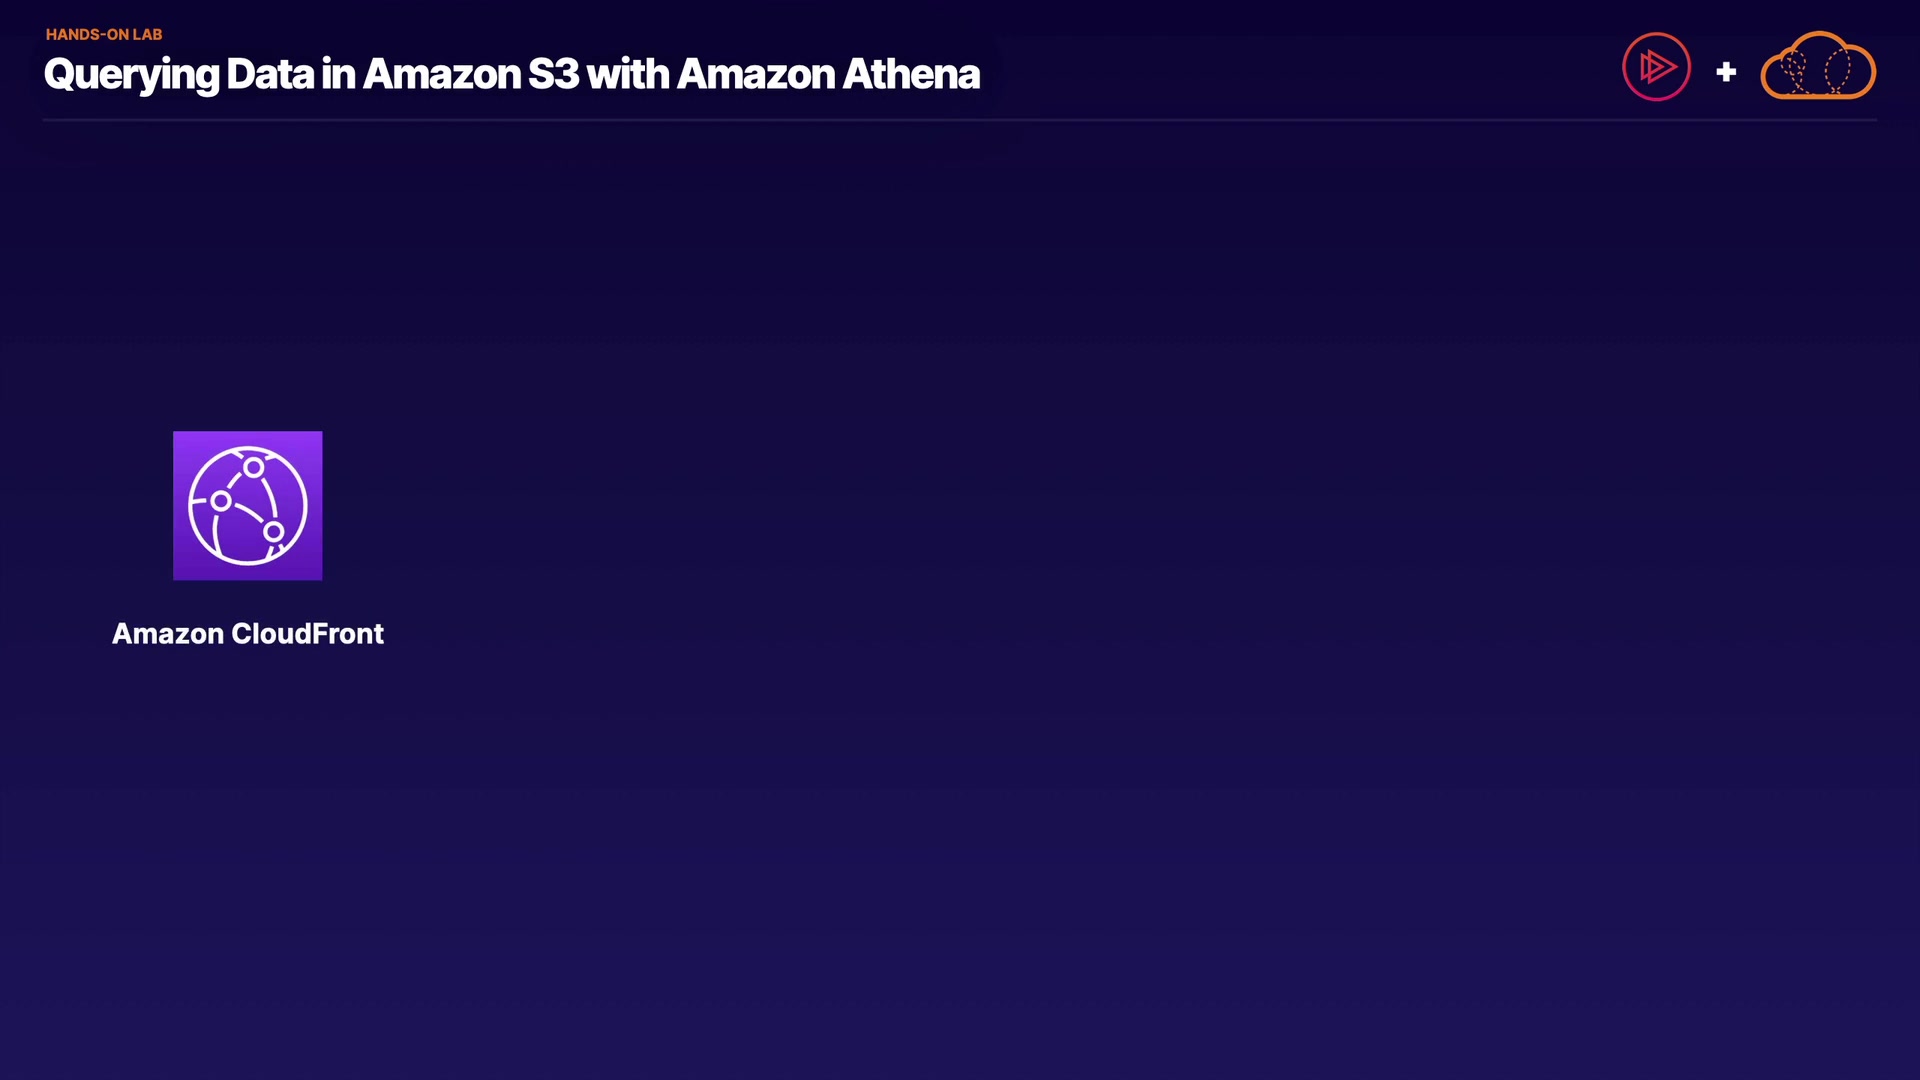 HANDS-ON LAB
Querying Data in Amazon S3 with Amazon Athena
+
Amazon CloudFront